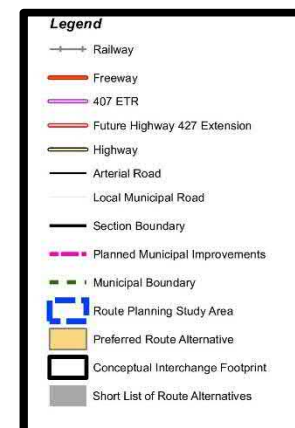 Legend
Railway
Freeway
407 ETR
Future Highway 427 Extension
Highway
Arterial Road
Local Municipal Road
Section Boundary
Planned Municipal Improvements
Municipal Boundary
Route Planning Study Area
Preferred Route Alternative
Conceptual Interchange Footprint
Short List of Route Alternatives